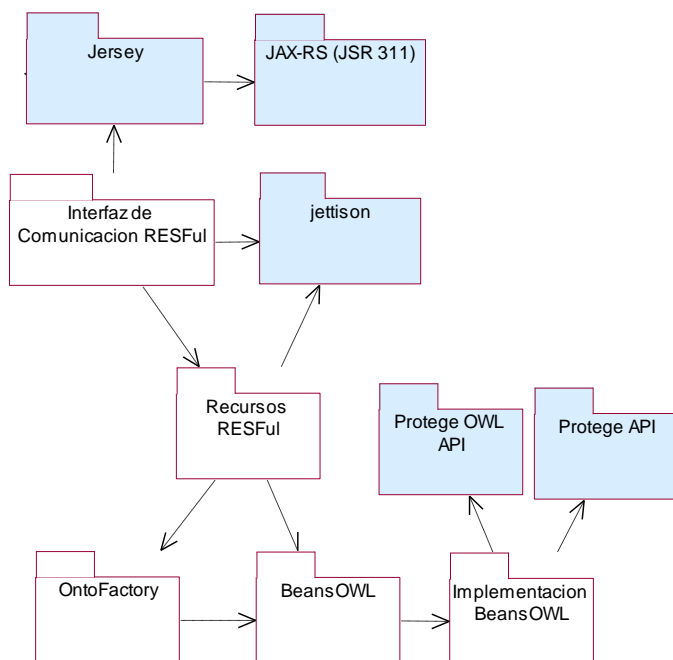 Jersey
JAX-RS (JSR 311)
Interfaz de
Comunicacion RESFul
jettison
Recursos
RESFul
Protege OWL
API
Protege API
OntoFactory
BeansOWL
Implementacion
BeansOWL